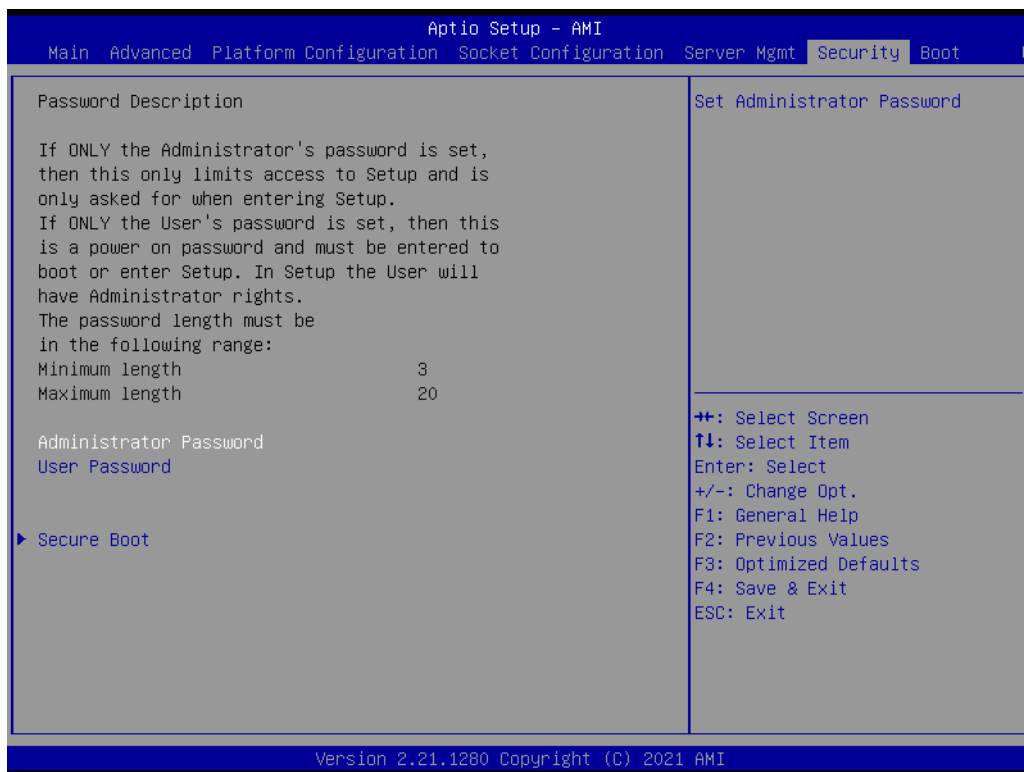 Aptio Setup – AMI
Main Advanced Platform Configuration Socket Configuration Server Mgmt Security Boot
Password Description
If ONLY the Administrator's password is set,
then this only limits access to Setup and is
only asked for when entering Setup.
If ONLY the User's password is set, then this
is a power on password and must be entered to
boot or enter Setup. In Setup the User will
have Administrator rights.
The password length must be
in the following range:
Minimum length 3
Maximum length 20
Administrator Password
User Password
Secure Boot
Set Administrator Password
→←: Select Screen
↑↓: Select Item
Enter: Select
+/-: Change Opt.
F1: General Help
F2: Previous Values
F3: Optimized Defaults
F4: Save & Exit
ESC: Exit
Version 2.21.1280 Copyright (C) 2021 AMI